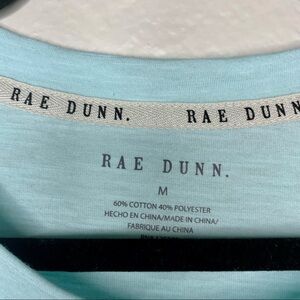 RAE DUNN. RAE DUNN
RAE DUNN.
M
60% COTTON 40% POLYESTER
HECHO EN CHINA/MADE IN CHINA/
FABRIQUE AU CHINA